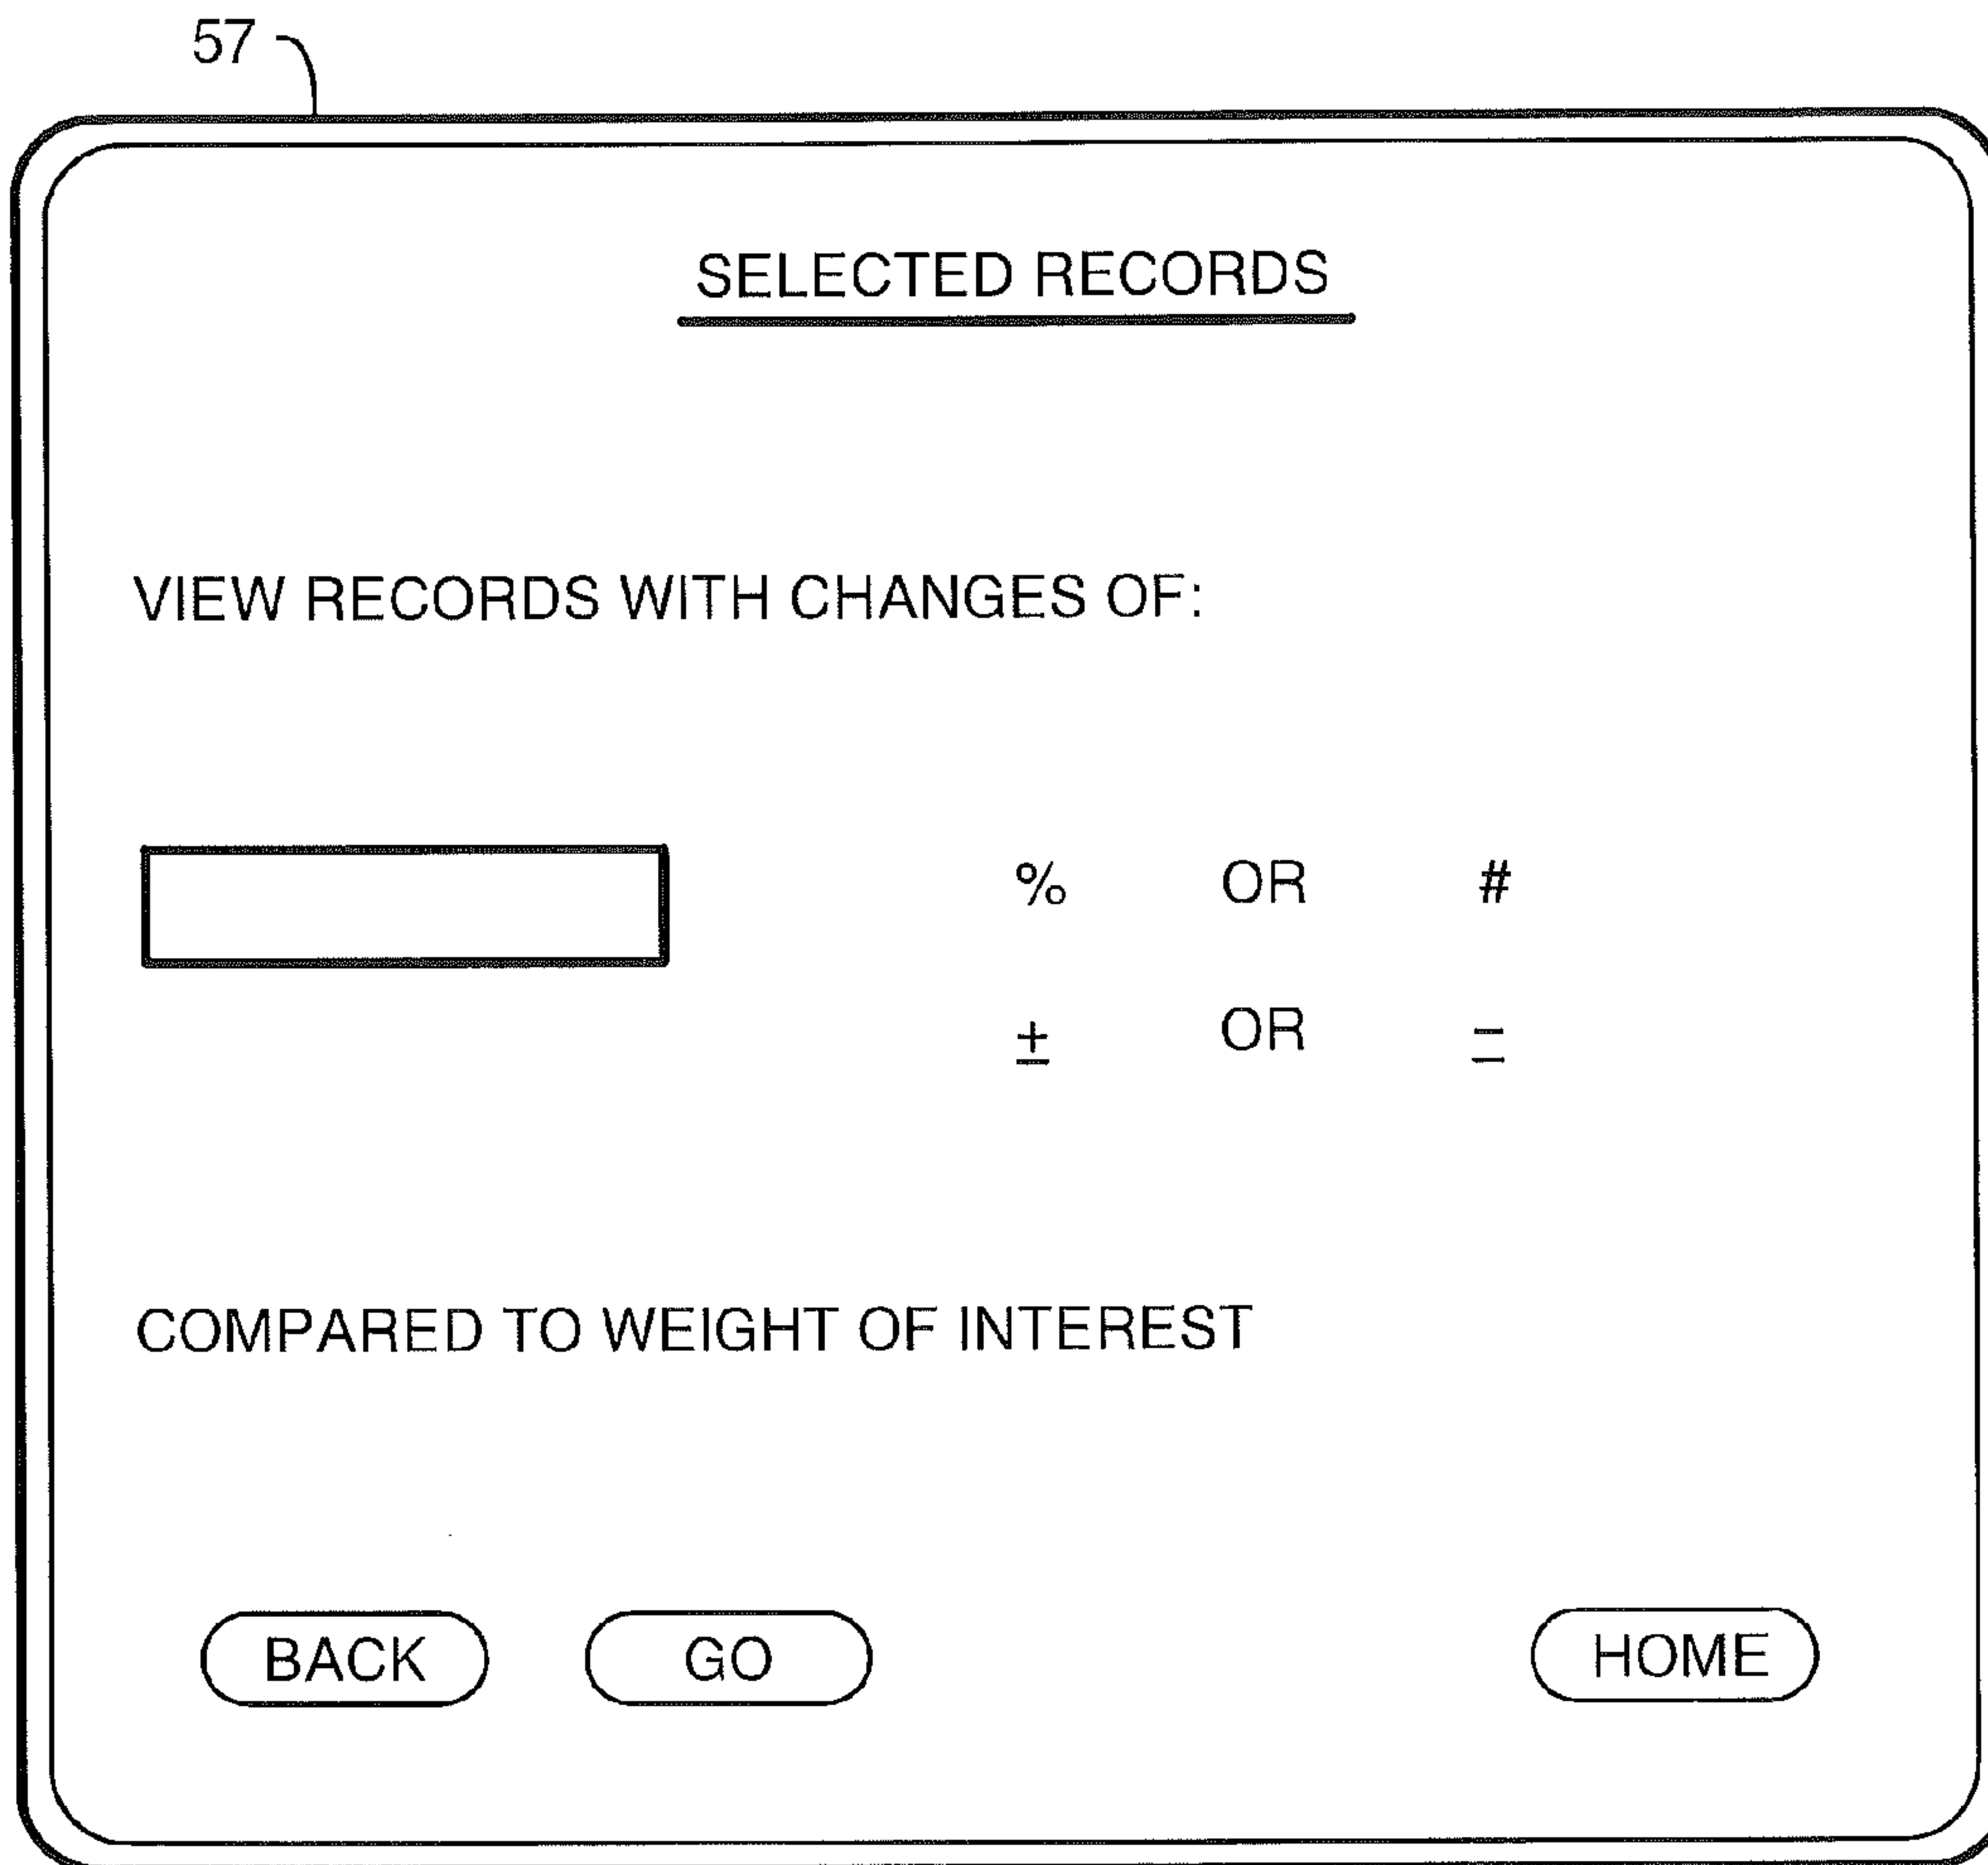 57
SELECTED RECORDS
VIEW RECORDS WITH CHANGES OF:
% OR #
± OR =
COMPARED TO WEIGHT OF INTEREST
BACK GO HOME